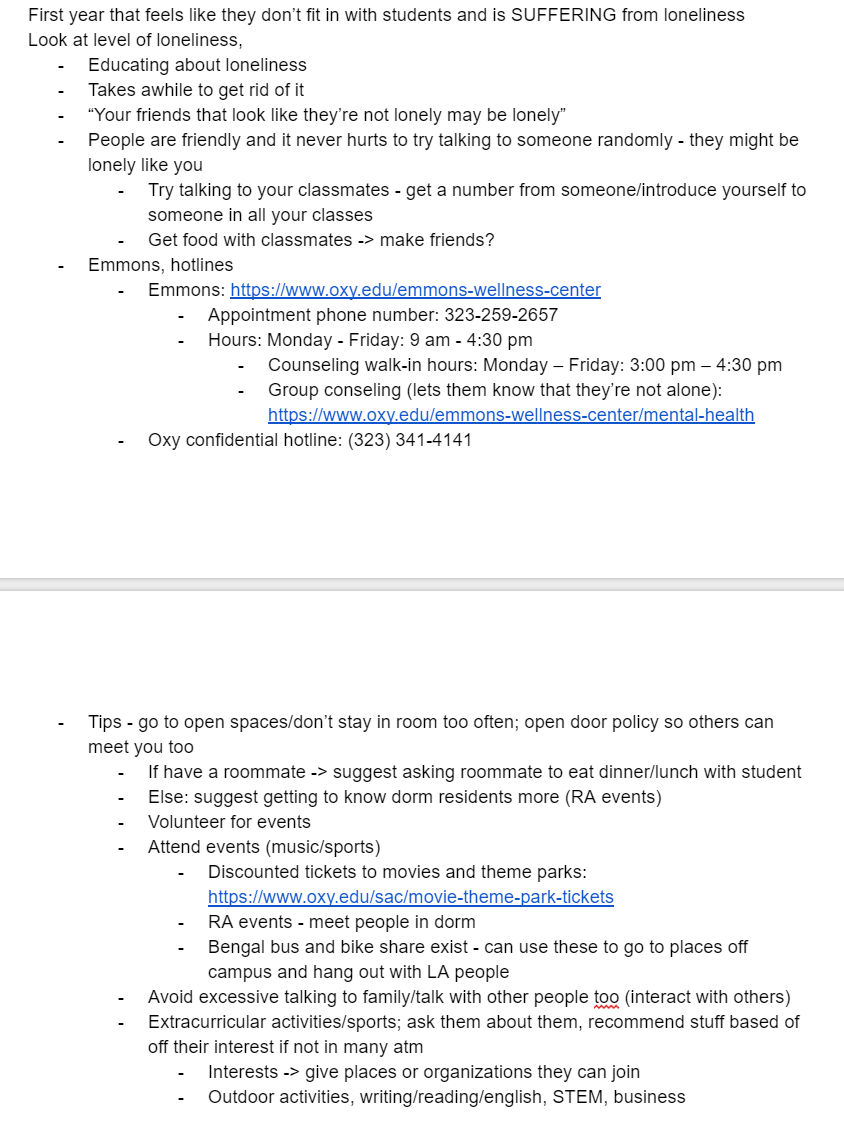 First year that feels like they don’t fit in with students and is SUFFERING from loneliness
Look at level of loneliness,
- Educating about loneliness
- Takes awhile to get rid of it
- “Your friends that look like they’re not lonely may be lonely”
- People are friendly and it never hurts to try talking to someone randomly - they might be
lonely like you
- Try talking to your classmates - get a number from someone/introduce yourself to
someone in all your classes
- Get food with classmates -> make friends?
- Emmons, hotlines
- Emmons: https://www.oxy.edu/emmons-wellness-center
- Appointment phone number: 323-259-2657
- Hours: Monday - Friday: 9 am - 4:30 pm
- Counseling walk-in hours: Monday – Friday: 3:00 pm – 4:30 pm
- Group conseling (lets them know that they’re not alone):
https://www.oxy.edu/emmons-wellness-center/mental-health
- Oxy confidential hotline: (323) 341-4141
- Tips - go to open spaces/don’t stay in room too often; open door policy so others can
meet you too
- If have a roommate -> suggest asking roommate to eat dinner/lunch with student
- Else: suggest getting to know dorm residents more (RA events)
- Volunteer for events
- Attend events (music/sports)
- Discounted tickets to movies and theme parks:
https://www.oxy.edu/sac/movie-theme-park-tickets
- RA events - meet people in dorm
- Bengal bus and bike share exist - can use these to go to places off
campus and hang out with LA people
- Avoid excessive talking to family/talk with other people too (interact with others)
- Extracurricular activities/sports; ask them about them, recommend stuff based of
off their interest if not in many atm
- Interests -> give places or organizations they can join
- Outdoor activities, writing/reading/english, STEM, business